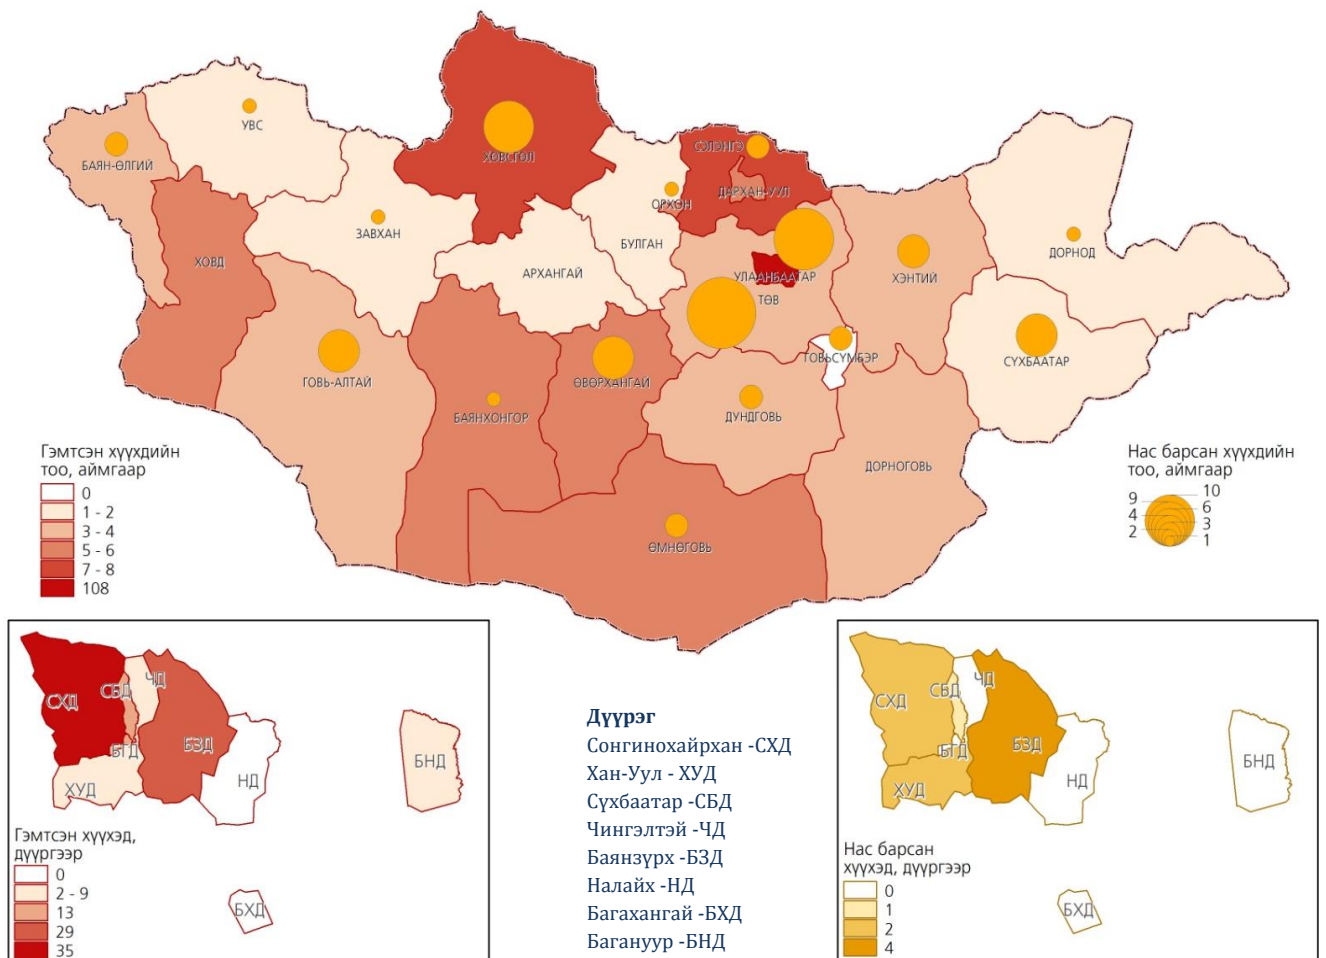 УВС
БАЯН-ӨЛГИЙ
ХОВСГӨЛ
СЭЛЭНГЭ
ДАРХАН-УУЛ
ОРХОН
ЗАВХАН
БУЛГАН
ХОВД
АРХАНГАЙ
УЛААНБААТАР
ТӨВ
ХЭНТИЙ
ДОРНОД
ГОВЬСҮМБЭР
СҮХБААТАР
ГОВЬ-АЛТАЙ
ӨВӨРХАНГАЙ
БАЯНХОНГОР
ДУНДГОВЬ
ДОРНОГОВЬ
ӨМНӨГОВЬ
Гэмтсэн хүүхдийн
тоо, аймгаар
0
1 - 2
3 - 4
5 - 6
7 - 8
108
Нас барсан хүүхдийн
тоо, аймгаар
9 10
4 6
2 3
1
СХД
СБД
ЧД
БГД
БЗД
ХУД
НД
БНД
БХД
Гэмтсэн хүүхэд,
дүүргээр
0
2 - 9
13
29
35
Дүүрэг
Сонгинохайрхан -СХД
Хан-Уул - ХУД
Сүхбаатар -СБД
Чингэлтэй -ЧД
Баянзүрх -БЗД
Налайх -НД
Багахангай -БХД
Багануур -БНД
СХД
СБД
ЧД
БГД
БЗД
ХУД
НД
БНД
БХД
Нас барсан
хүүхэд, дүүргээр
0
1
2
4